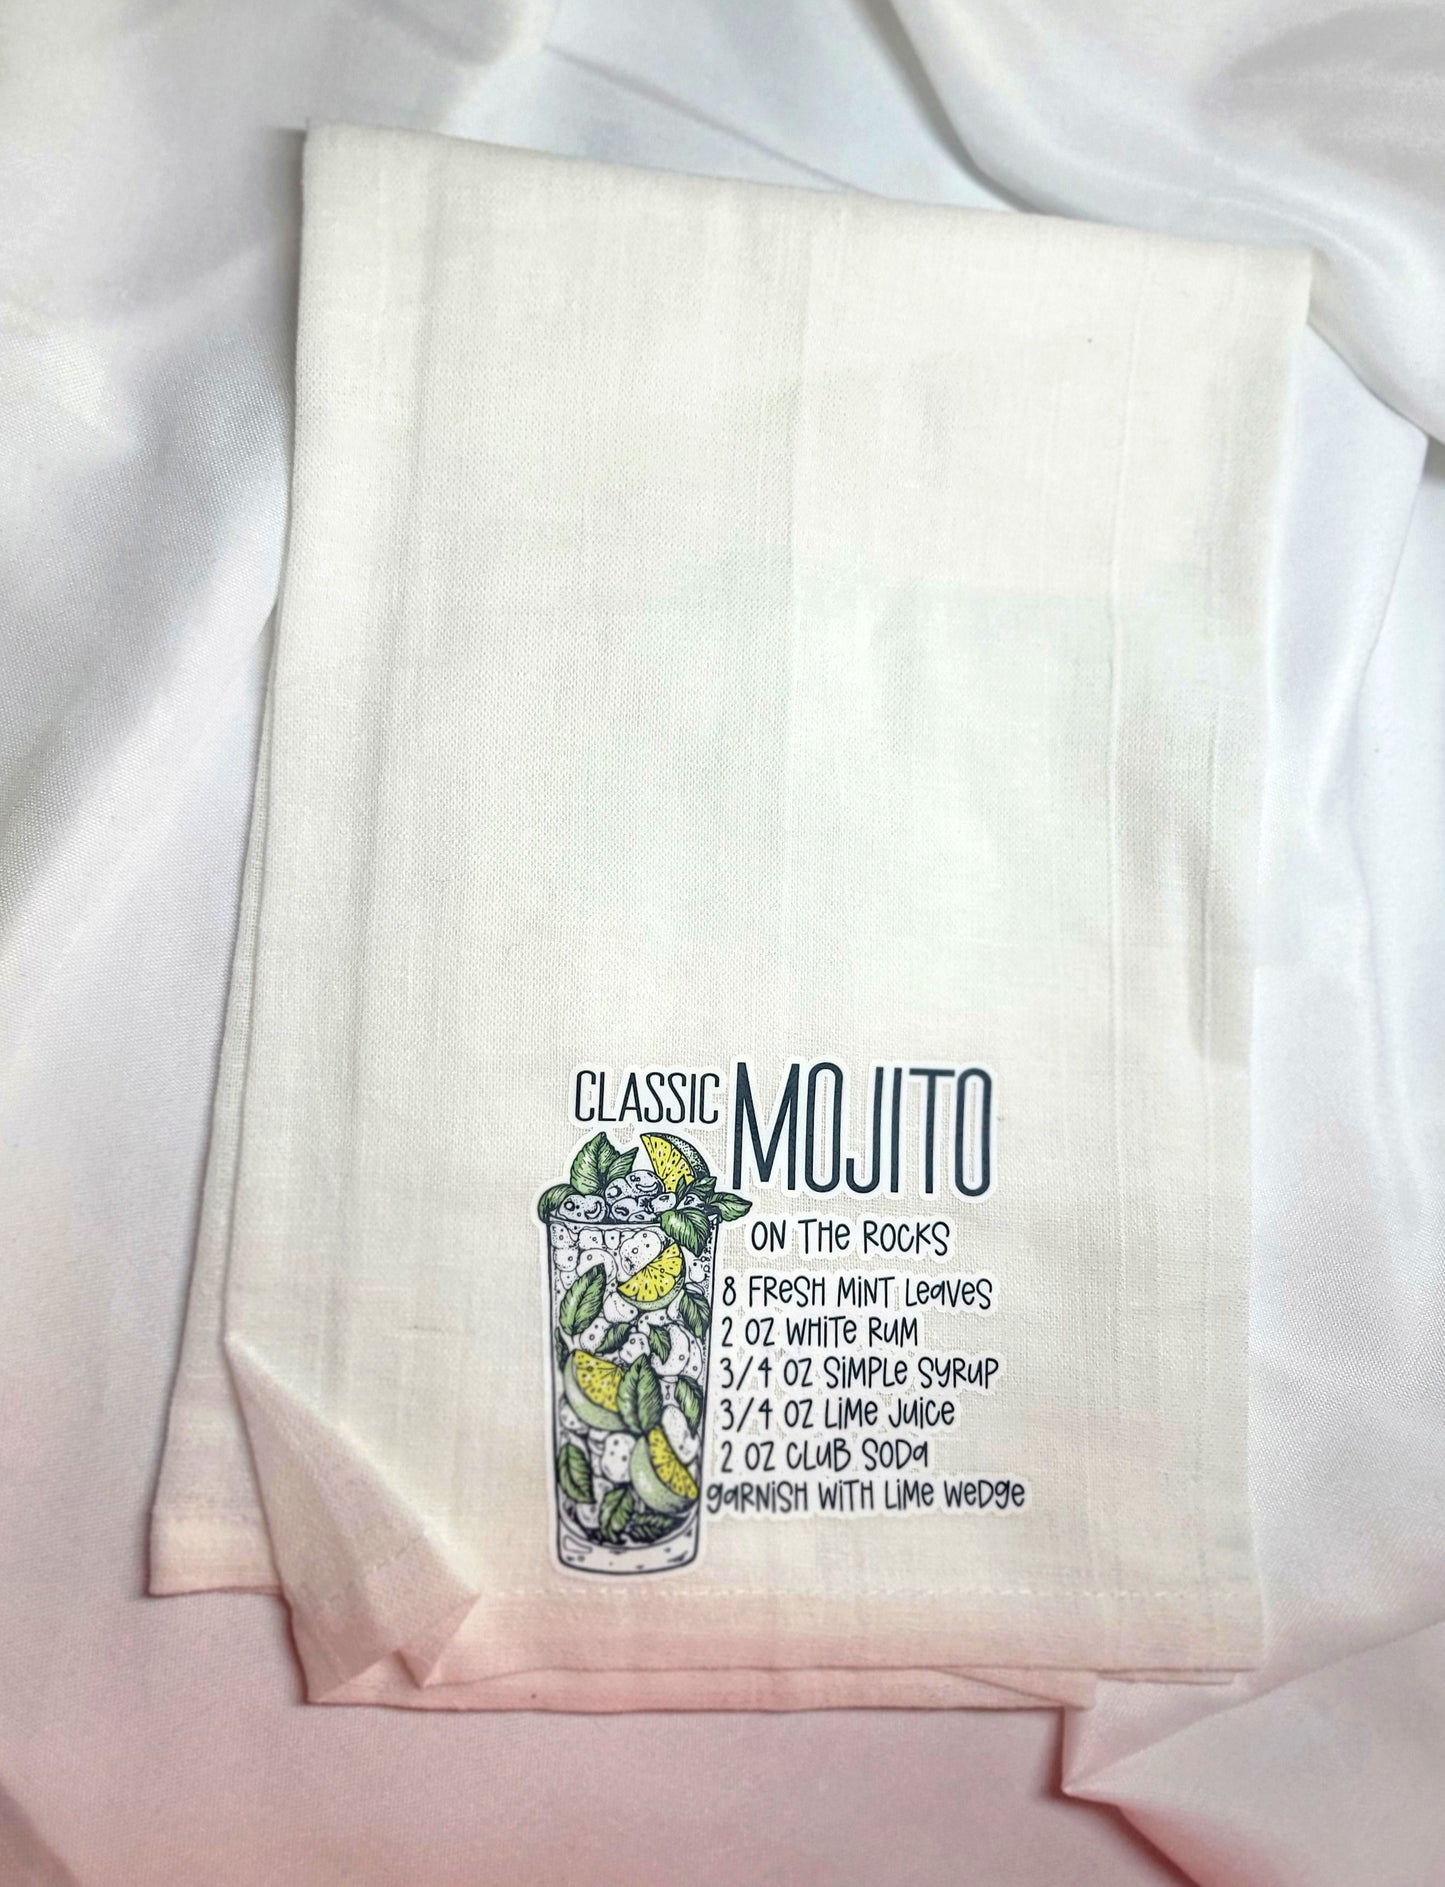 CLASSIC MOJITO
ON THE ROCKS
8 FRESH MINT LEAVES
2 OZ WHITE RUM
3/4 OZ SIMPLE SYRUP
3/4 OZ LIME JUICE
2 OZ CLUB SODA
GARNISH WITH LIME WEDGE